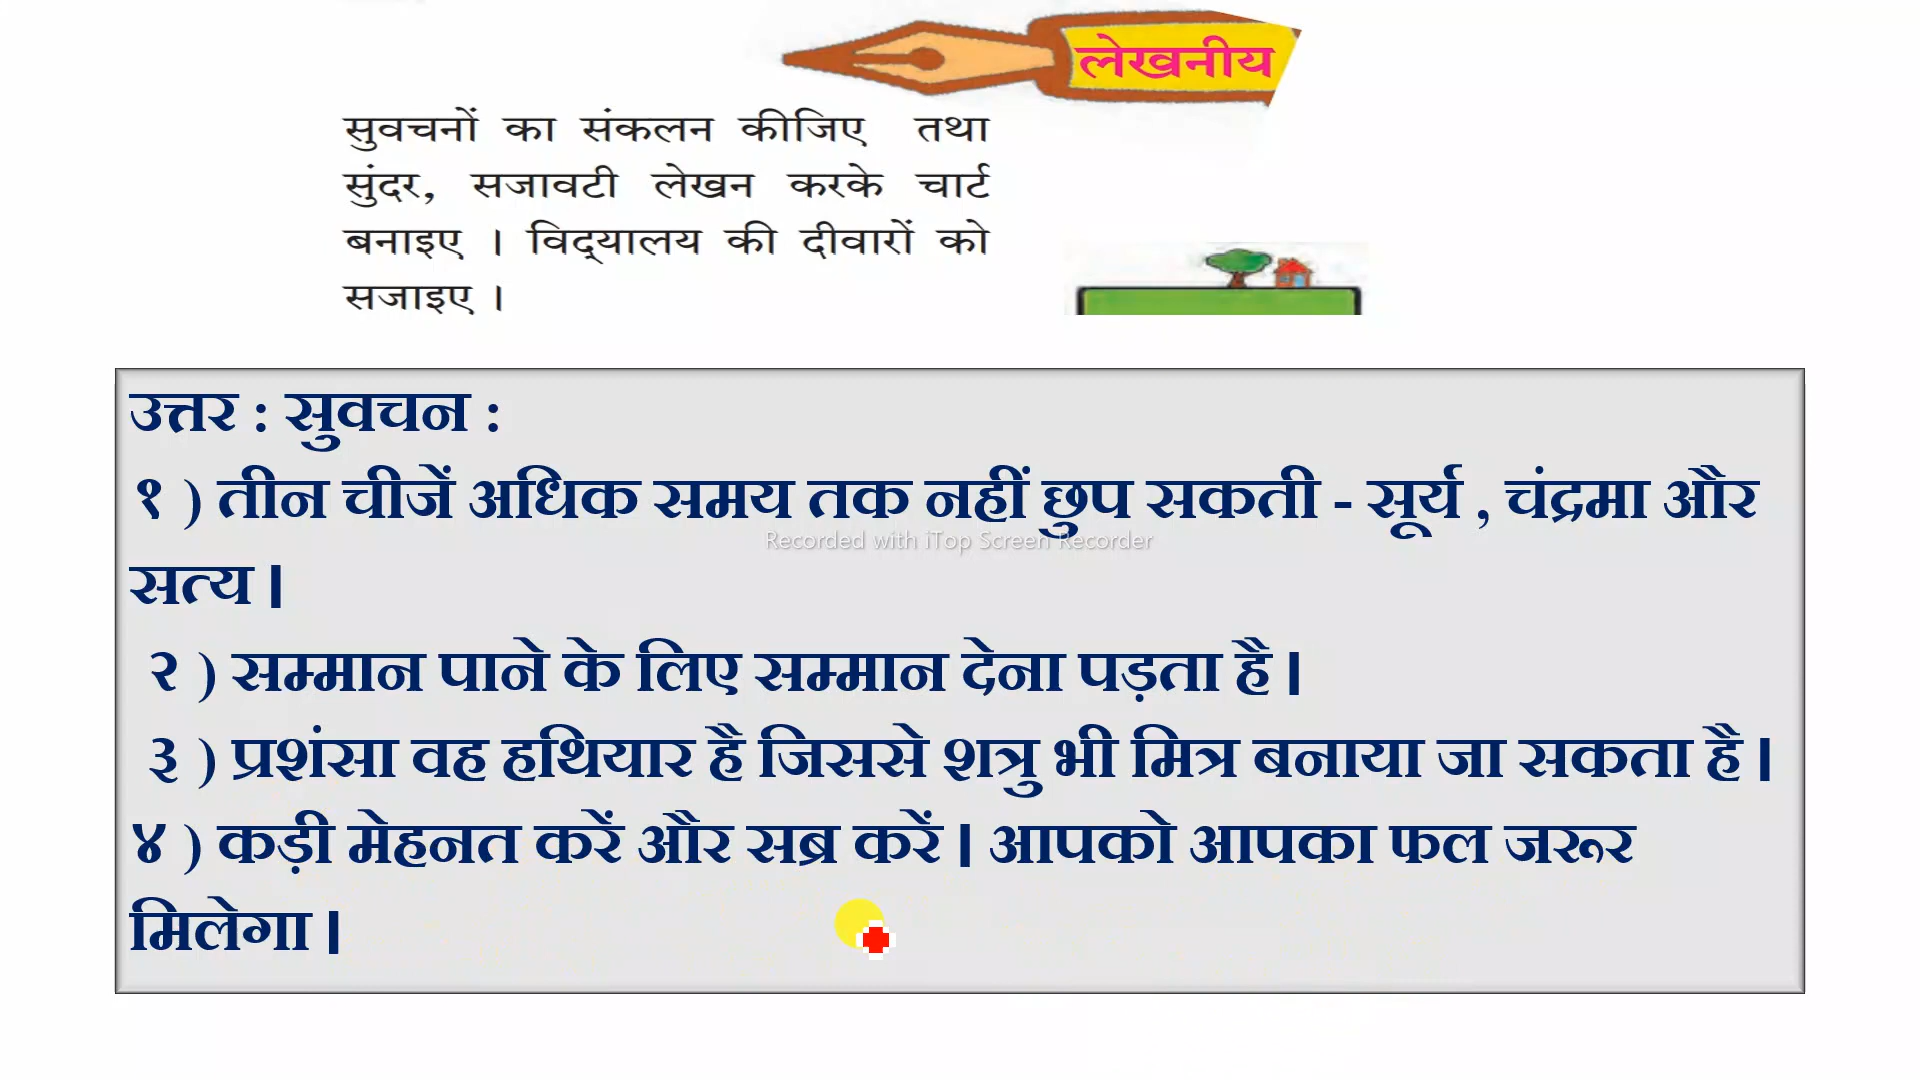 लेखनीय
सुवचनों का संकलन कीजिए तथा
सुंदर, सजावटी लेखन करके चार्ट
बनाइए । विद्‌यालय की दीवारों को
सजाइए ।
उत्तर : सुवचन :
१ ) तीन चीजें अधिक समय तक नहीं छुप सकती - सूर्य , चंद्रमा और
Recorded with iTop Screen Recorder
सत्य ।
२ ) सम्मान पाने के लिए सम्मान देना पड़ता है ।
३ ) प्रशंसा वह हथियार है जिससे शत्रु भी मित्र बनाया जा सकता है ।
४ ) कड़ी मेहनत करें और सब्र करें । आपको आपका फल जरूर
मिलेगा ।